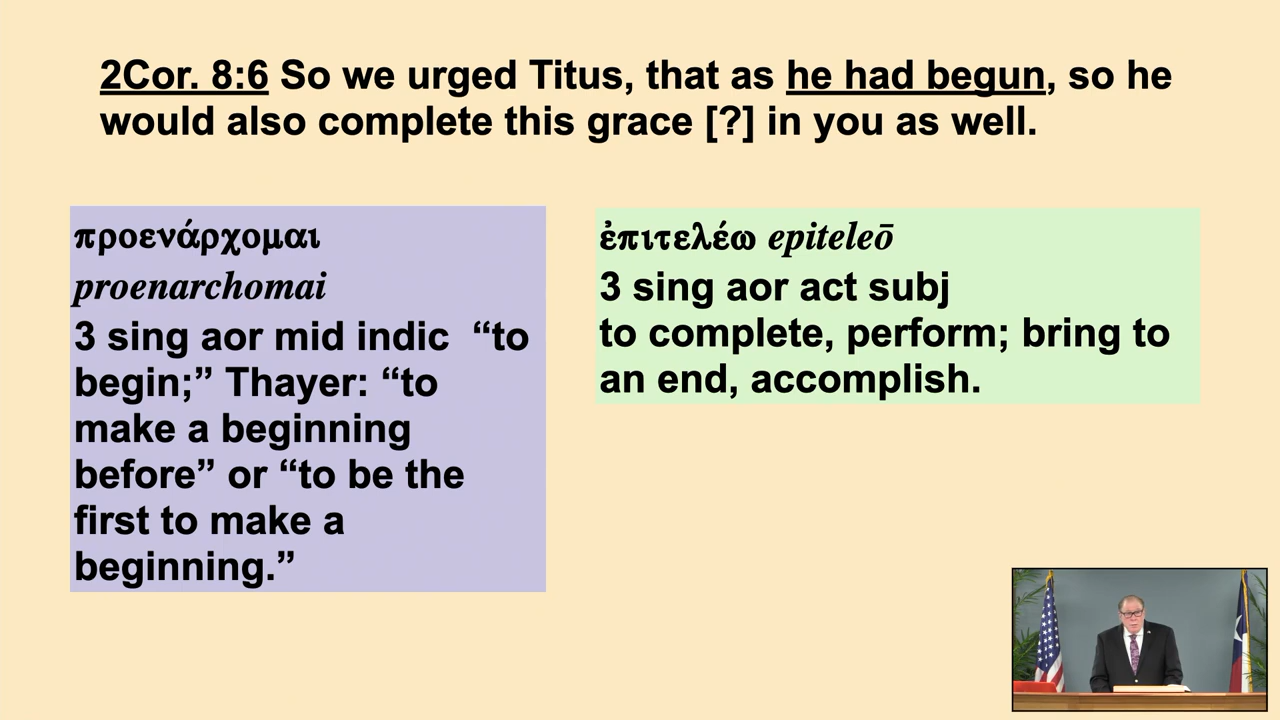 2Cor. 8:6 So we urged Titus, that as he had begun, so he
would also complete this grace [?] in you as well.
προενάρχομαι
proenarchomai
3 sing aor mid indic “to
begin;” Thayer: “to
make a beginning
before” or “to be the
first to make a
beginning.”
ἐπιτελέω epiteleō
3 sing aor act subj
to complete, perform; bring to
an end, accomplish.